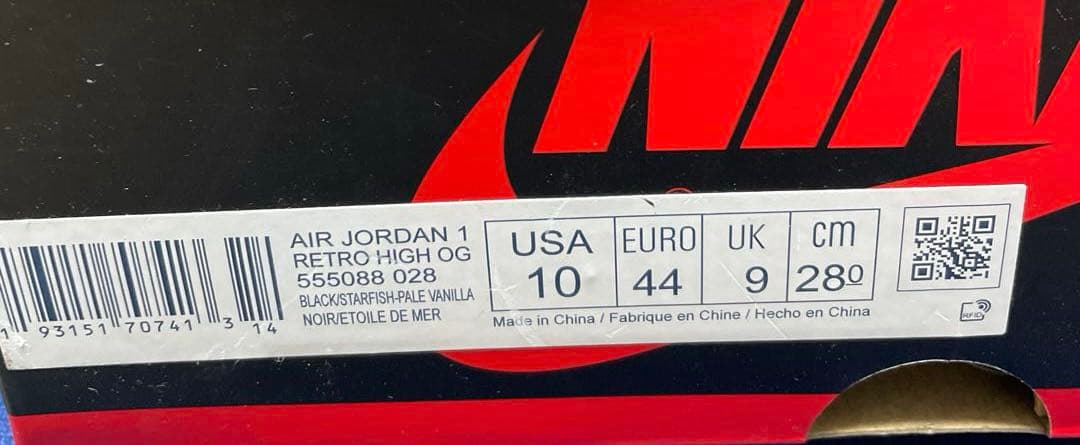 NIK
AIR JORDAN 1
RETRO HIGH OG
555088 028
BLACK/STARFISH-PALE VANILLA
NOIR/ETOILE DE MER
USA EURO UK cm
10 44 9 280
Made in China / Fabrique en Chine / Hecho en China
1 93151 70741 3 14
RFID